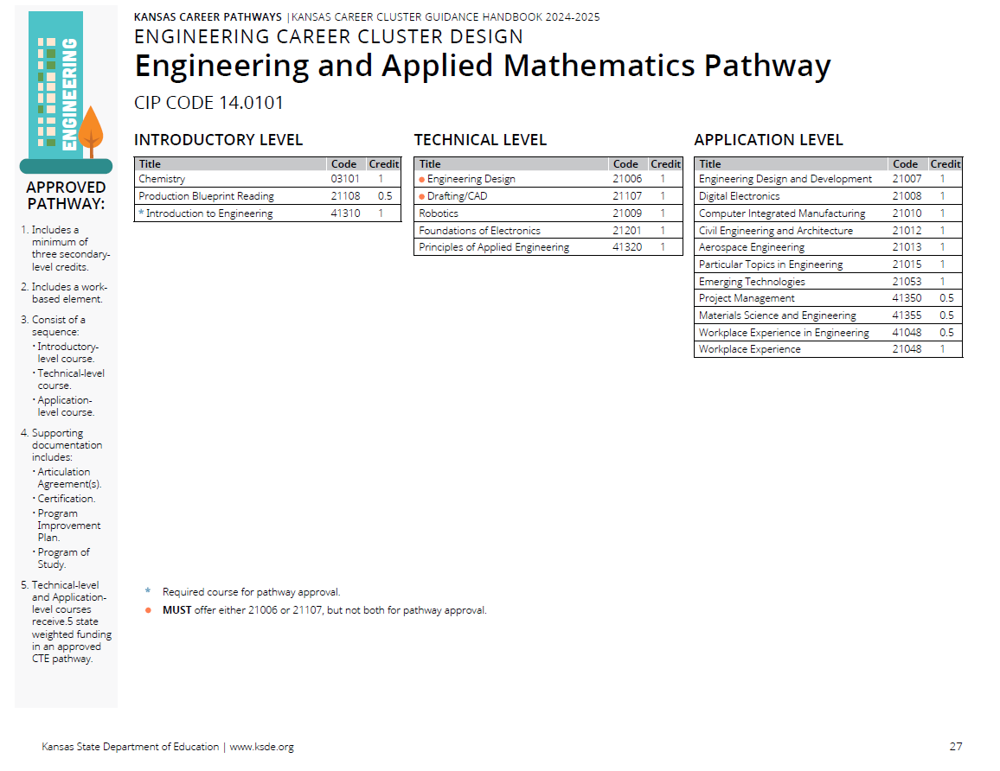 KANSAS CAREER PATHWAYS |KANSAS CAREER CLUSTER GUIDANCE HANDBOOK 2024-2025
ENGINEERING CAREER CLUSTER DESIGN
Engineering and Applied Mathematics Pathway
CIP CODE 14.0101
ENGINEERING
APPROVED
PATHWAY:
1. Includes a
minimum of
three secondary-
level credits.
2. Includes a work-
based element.
3. Consist of a
sequence:
· Introductory-
level course.
· Technical-level
course.
· Application-
level course.
4. Supporting
documentation
includes:
· Articulation
Agreement(s).
· Certification.
· Program
Improvement
Plan.
· Program of
Study.
5. Technical-level
and Application-
level courses
receive.5 state
weighted funding
in an approved
CTE pathway.
INTRODUCTORY LEVEL
Title Code Credit
Chemistry 03101 1
Production Blueprint Reading 21108 0.5
* Introduction to Engineering 41310 1
TECHNICAL LEVEL
Title Code Credit
● Engineering Design 21006 1
● Drafting/CAD 21107 1
Robotics 21009 1
Foundations of Electronics 21201 1
Principles of Applied Engineering 41320 1
APPLICATION LEVEL
Title Code Credit
Engineering Design and Development 21007 1
Digital Electronics 21008 1
Computer Integrated Manufacturing 21010 1
Civil Engineering and Architecture 21012 1
Aerospace Engineering 21013 1
Particular Topics in Engineering 21015 1
Emerging Technologies 21053 1
Project Management 41350 0.5
Materials Science and Engineering 41355 0.5
Workplace Experience in Engineering 41048 0.5
Workplace Experience 21048 1
* Required course for pathway approval.
● MUST offer either 21006 or 21107, but not both for pathway approval.
Kansas State Department of Education | www.ksde.org
27